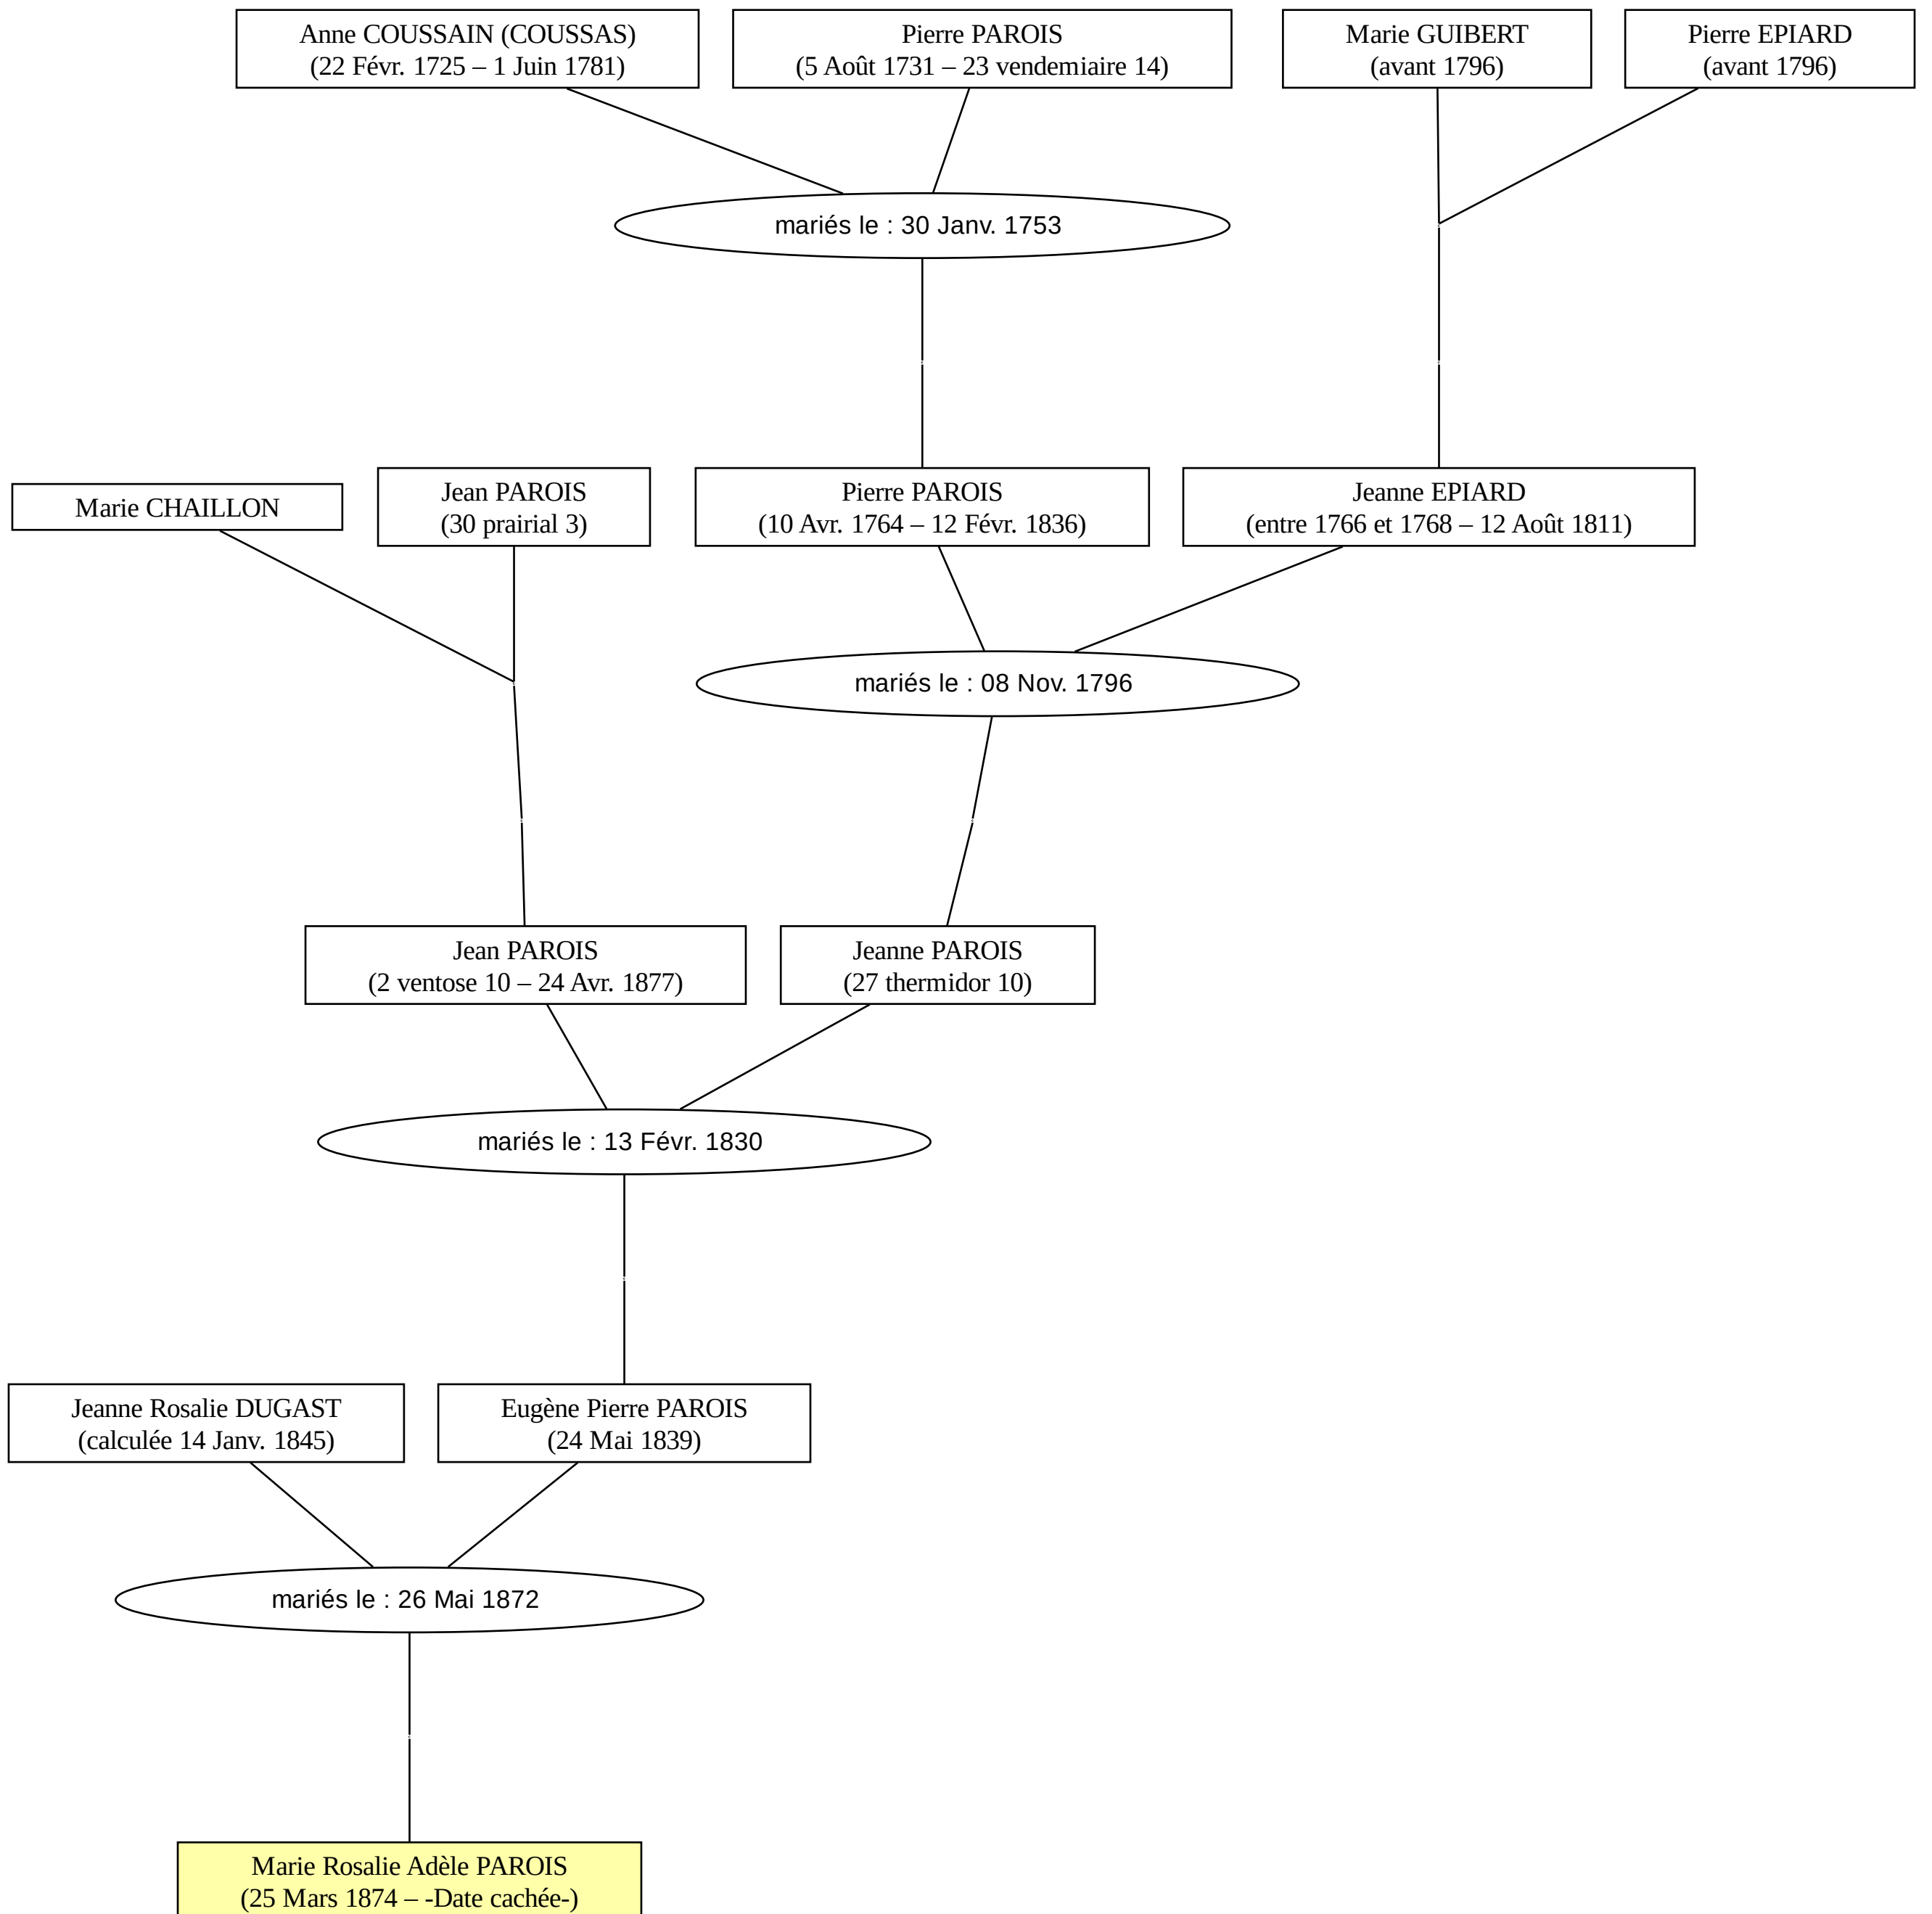 Anne COUSSAIN (COUSSAS)
(22 Févr. 1725 – 1 Juin 1781)
Pierre PAROIS
(5 Août 1731 – 23 vendemiaire 14)
Marie GUIBERT
(avant 1796)
Pierre EPIARD
(avant 1796)
mariés le : 30 Janv. 1753
Marie CHAILLON
Jean PAROIS
(30 prairial 3)
Pierre PAROIS
(10 Avr. 1764 – 12 Févr. 1836)
Jeanne EPIARD
(entre 1766 et 1768 – 12 Août 1811)
mariés le : 08 Nov. 1796
Jean PAROIS
(2 ventose 10 – 24 Avr. 1877)
Jeanne PAROIS
(27 thermidor 10)
mariés le : 13 Févr. 1830
Jeanne Rosalie DUGAST
(calculée 14 Janv. 1845)
Eugène Pierre PAROIS
(24 Mai 1839)
mariés le : 26 Mai 1872
Marie Rosalie Adèle PAROIS
(25 Mars 1874 – -Date cachée-)